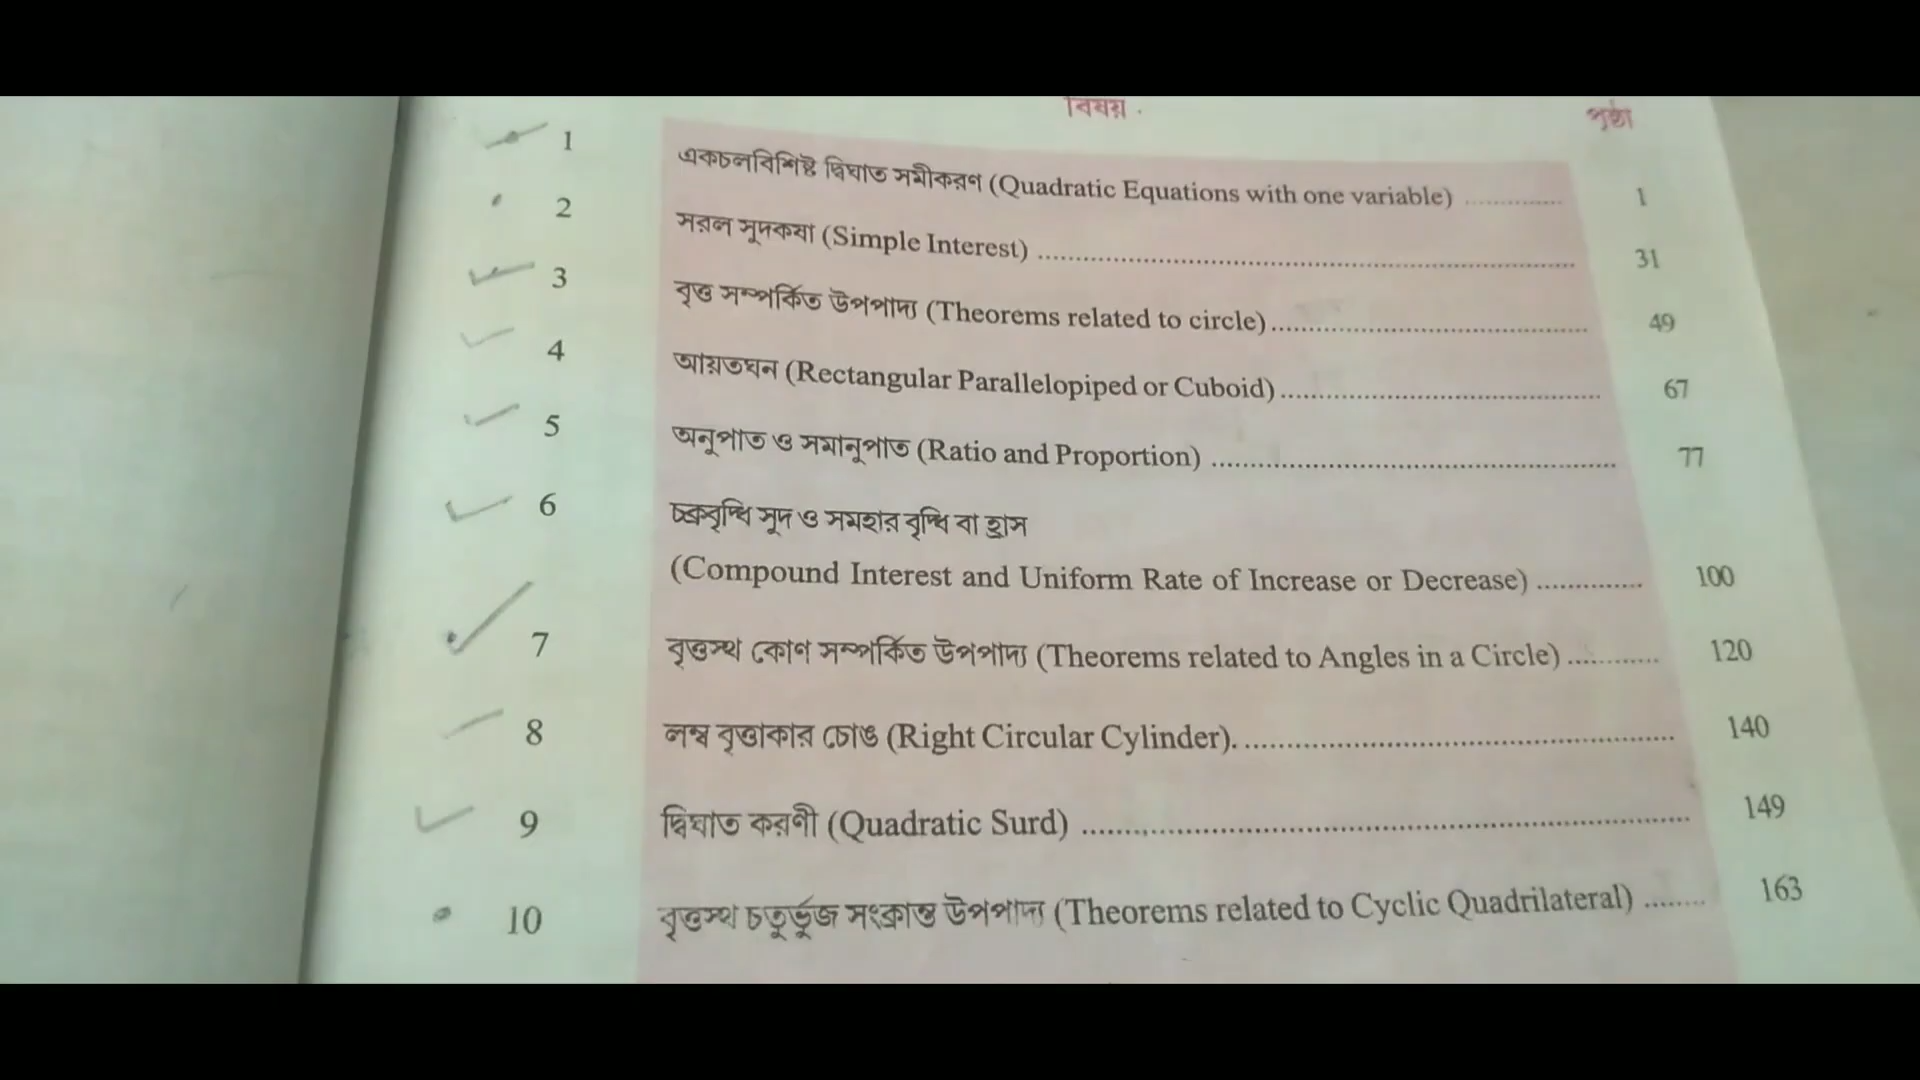 বিষয়
পৃষ্ঠা
1 একচলবিশিষ্ট দ্বিঘাত সমীকরণ (Quadratic Equations with one variable) .............. 1
2 সরল সুদকষা (Simple Interest) .............. 31
3 বৃত্ত সম্পর্কিত উপপাদ্য (Theorems related to circle) .............. 49
4 আয়তঘন (Rectangular Parallelopiped or Cuboid) .............. 67
5 অনুপাত ও সমানুপাত (Ratio and Proportion) .............. 77
6 চক্রবৃদ্ধি সুদ ও সমহার বৃদ্ধি বা হ্রাস
(Compound Interest and Uniform Rate of Increase or Decrease) .............. 100
7 বৃত্তস্থ কোণ সম্পর্কিত উপপাদ্য (Theorems related to Angles in a Circle) ............ 120
8 লম্ব বৃত্তাকার চোঙ (Right Circular Cylinder). .............. 140
9 দ্বিঘাত করণী (Quadratic Surd) .............. 149
10 বৃত্তস্থ চতুর্ভুজ সংক্রান্ত উপপাদ্য (Theorems related to Cyclic Quadrilateral) ........ 163